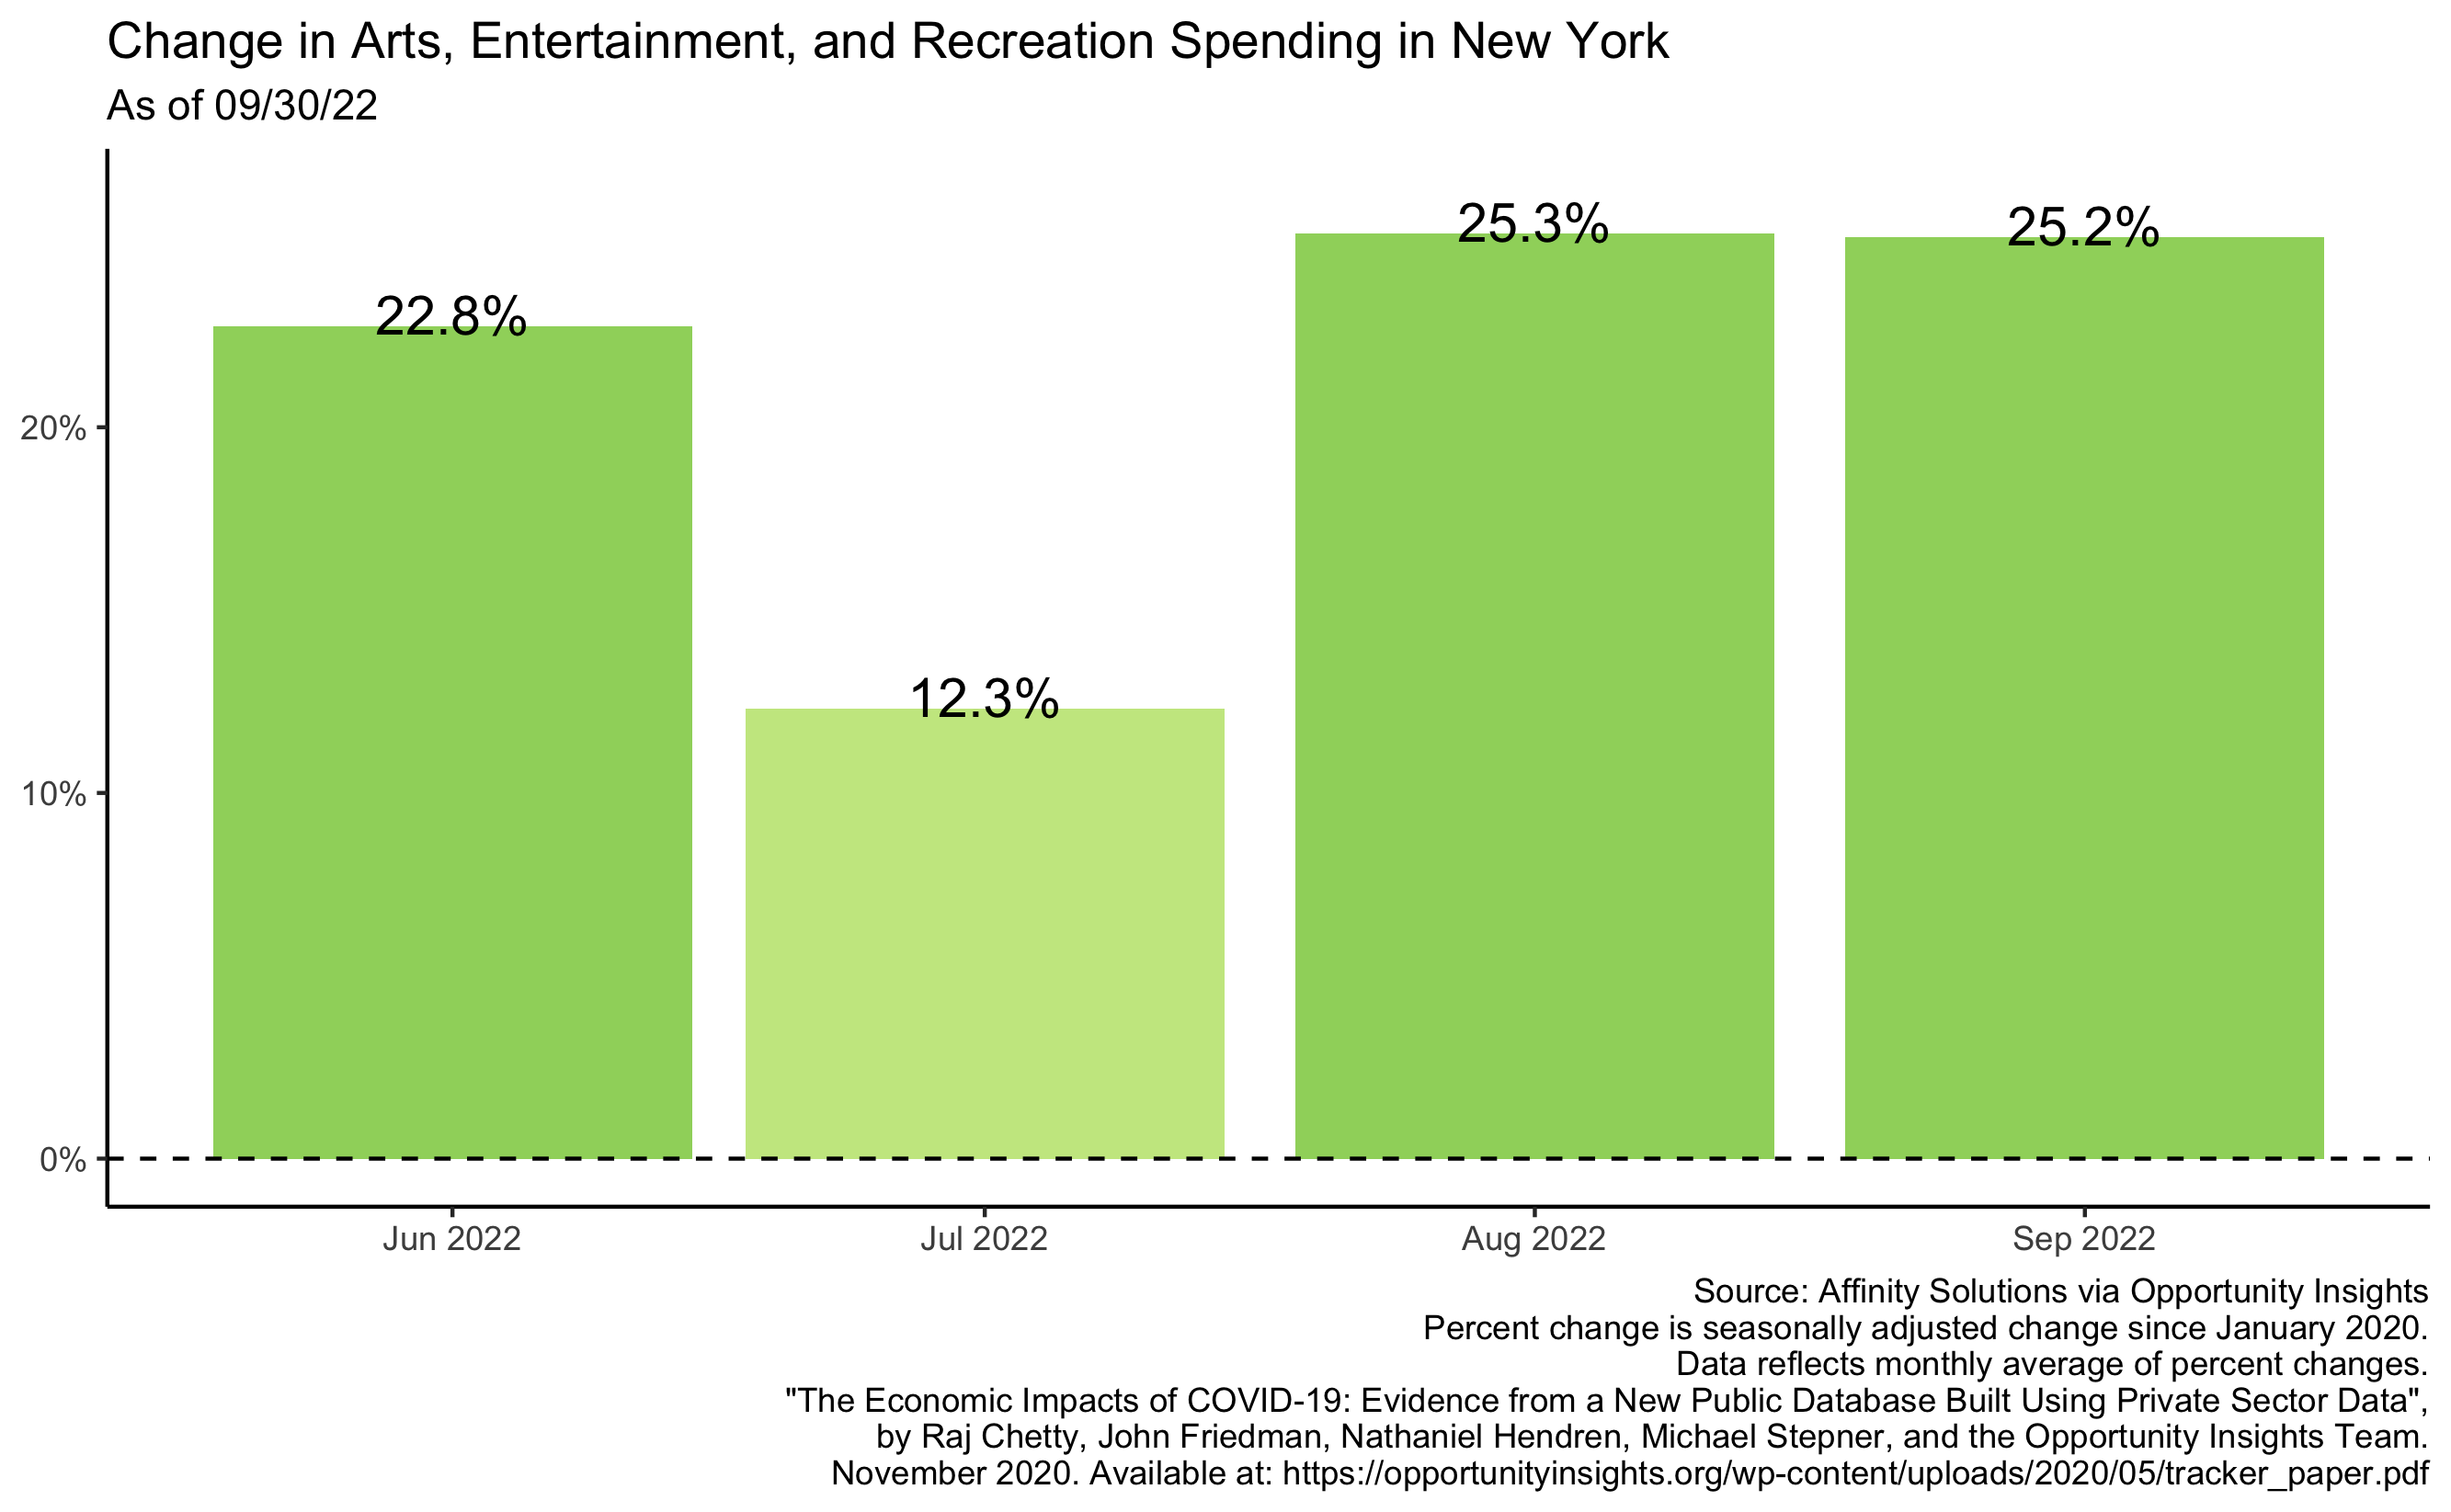 Change in Arts, Entertainment, and Recreation Spending in New York
As of 09/30/22
22.8%
12.3%
25.3%
25.2%
20%
10%
0%
Jun 2022
Jul 2022
Aug 2022
Sep 2022
Source: Affinity Solutions via Opportunity Insights
Percent change is seasonally adjusted change since January 2020.
Data reflects monthly average of percent changes.
"The Economic Impacts of COVID-19: Evidence from a New Public Database Built Using Private Sector Data",
by Raj Chetty, John Friedman, Nathaniel Hendren, Michael Stepner, and the Opportunity Insights Team.
November 2020. Available at: https://opportunityinsights.org/wp-content/uploads/2020/05/tracker_paper.pdf